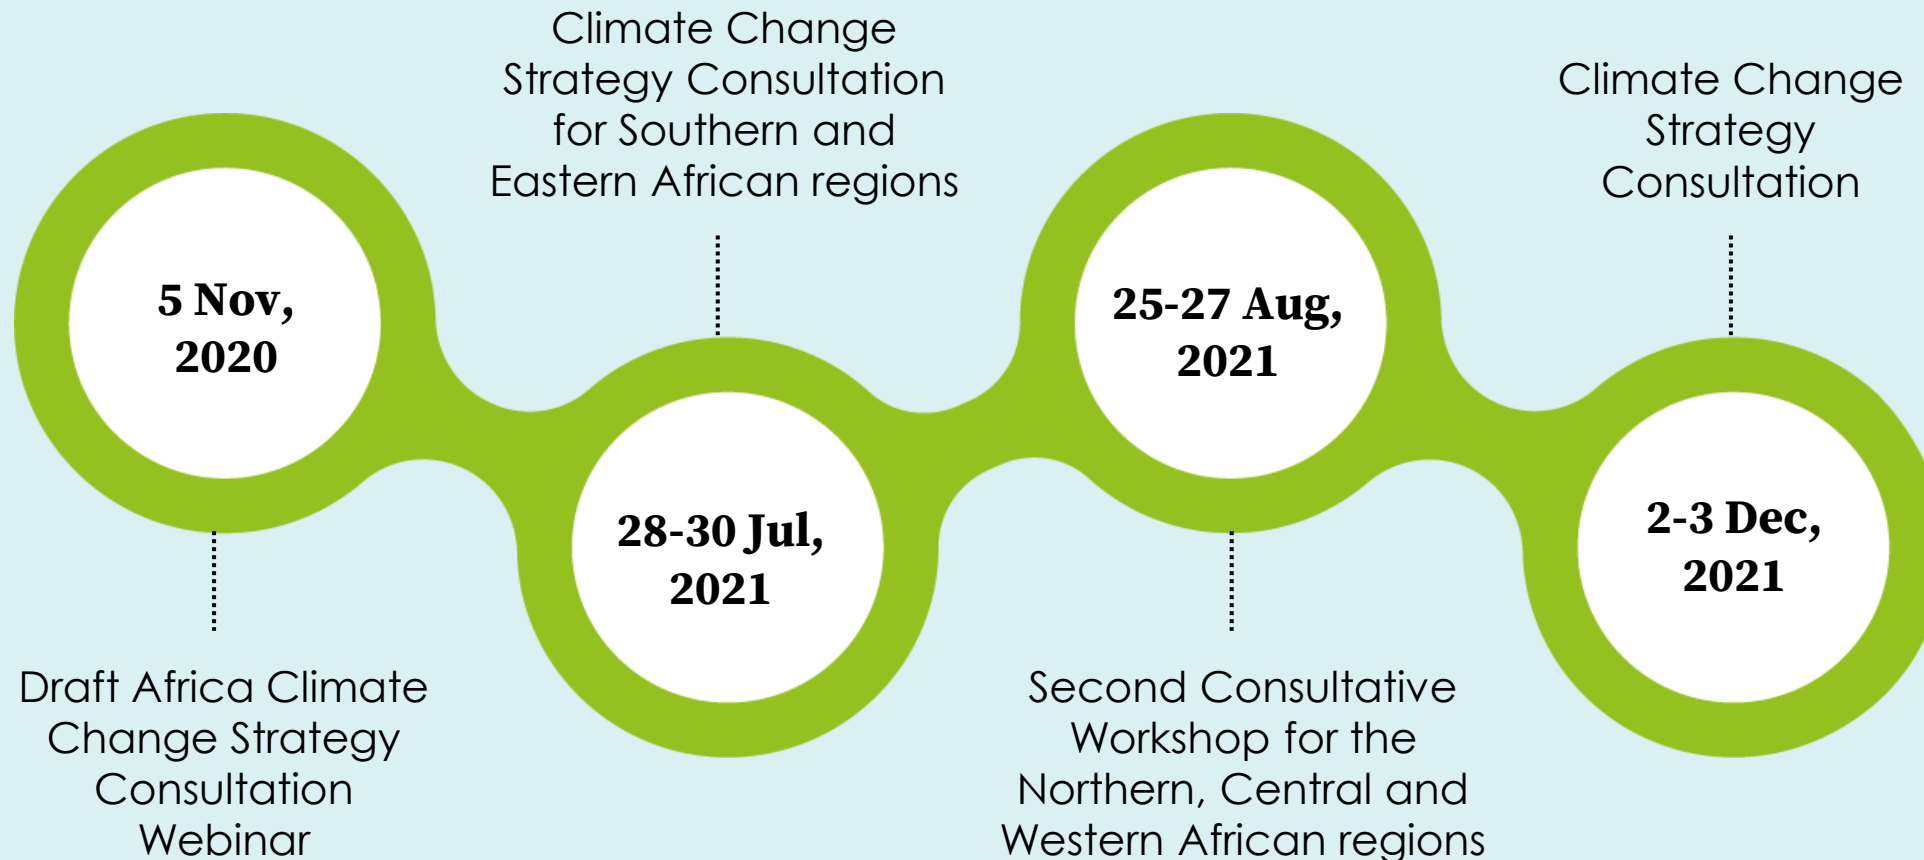 5 Nov,
2020
Draft Africa Climate
Change Strategy
Consultation
Webinar
Climate Change
Strategy Consultation
for Southern and
Eastern African regions
28-30 Jul,
2021
25-27 Aug,
2021
Second Consultative
Workshop for the
Northern, Central and
Western African regions
Climate Change
Strategy
Consultation
2-3 Dec,
2021